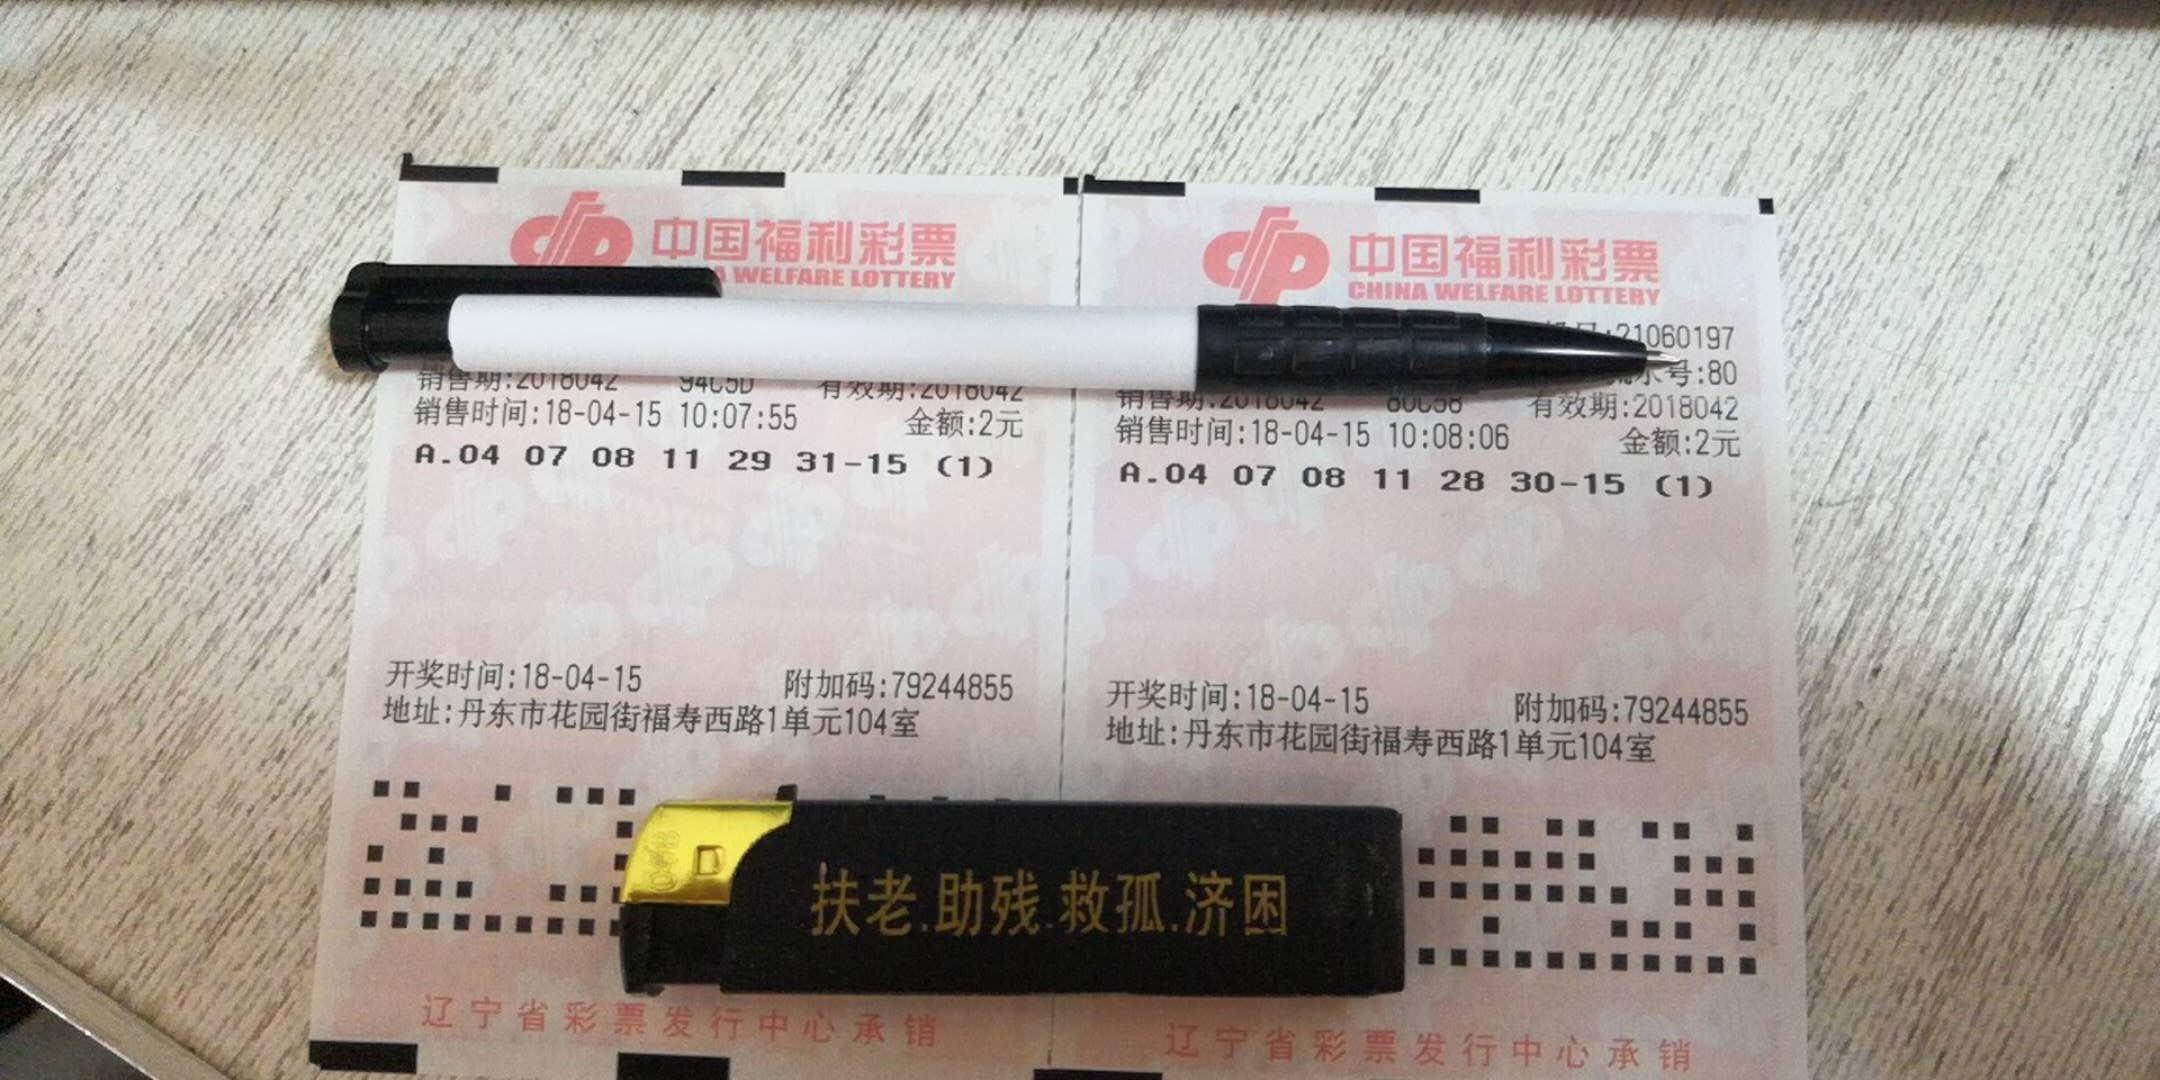 中国福利彩票
A WELFARE LOTTERY
销售期:2018042 94C5D 有效期:2018042
销售时间:18-04-15 10:07:55 金额:2元
A.04 07 08 11 29 31-15 (1)
开奖时间:18-04-15 附加码:79244855
地址:丹东市花园街福寿西路1单元104室
辽宁省彩票发行中心承销
中国福利彩票
CHINA WELFARE LOTTERY
机号:21060197
水号:80
销售期:2018042 80C58 有效期:2018042
销售时间:18-04-15 10:08:06 金额:2元
A.04 07 08 11 28 30-15 (1)
开奖时间:18-04-15 附加码:79244855
地址:丹东市花园街福寿西路1单元104室
辽宁省彩票发行中心承销
扶老.助残.救孤.济困